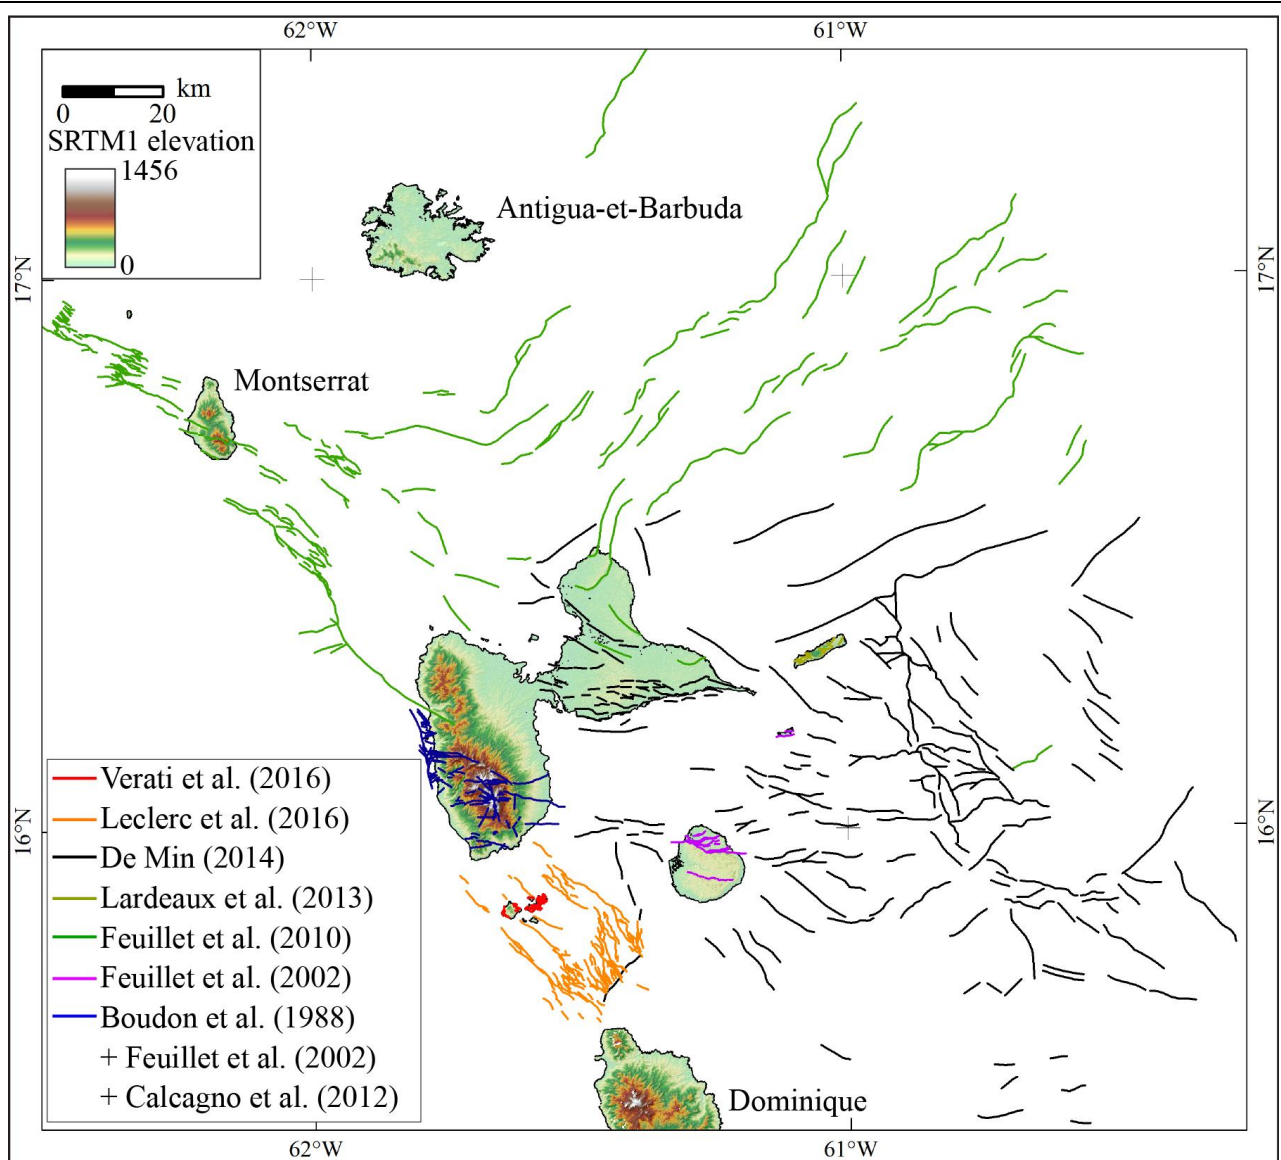 62°W
61°W
km
0
20
SRTM1 elevation
1456
0
Antigua-et-Barbuda
17°N
17°N
Montserrat
Verati et al. (2016)
Leclerc et al. (2016)
De Min (2014)
Lardeaux et al. (2013)
Feuillet et al. (2010)
Feuillet et al. (2002)
Boudon et al. (1988)
+ Feuillet et al. (2002)
+ Calcagno et al. (2012)
16°N
16°N
Dominique
62°W
61°W